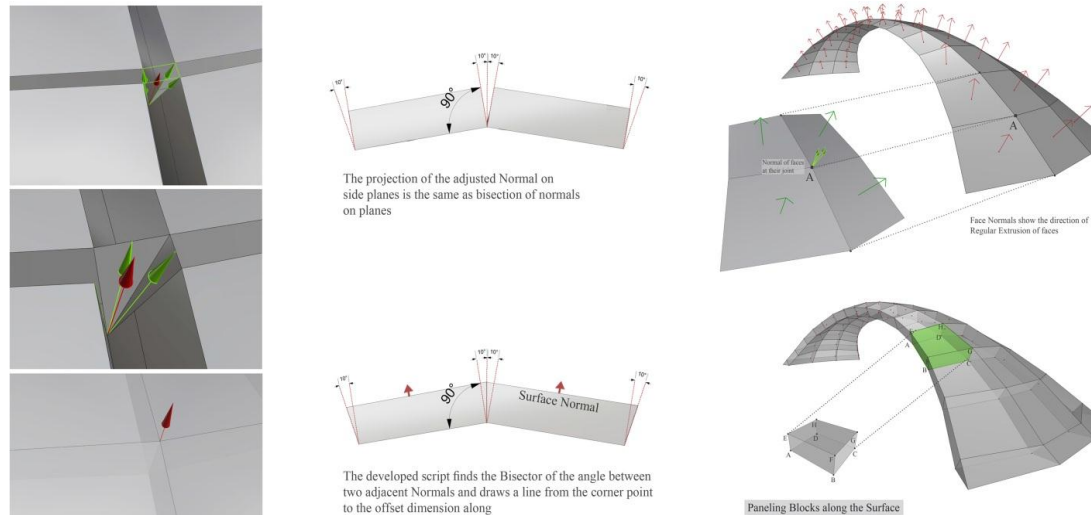 10°
10°
10°
10°
90°
The projection of the adjusted Normal on
side planes is the same as bisection of normals
on planes
10°
10°
10°
10°
90°
Surface Normal
The developed script finds the Bisector of the angle between
two adjacent Normals and draws a line from the corner point
to the offset dimension along
A
Normal of faces
at face joint
A
Face Normals show the direction of
Regular Extrusion of faces
H
D'
A
B
C
G
E
H
D
G
A
F
C
B
Paneling Blocks along the Surface